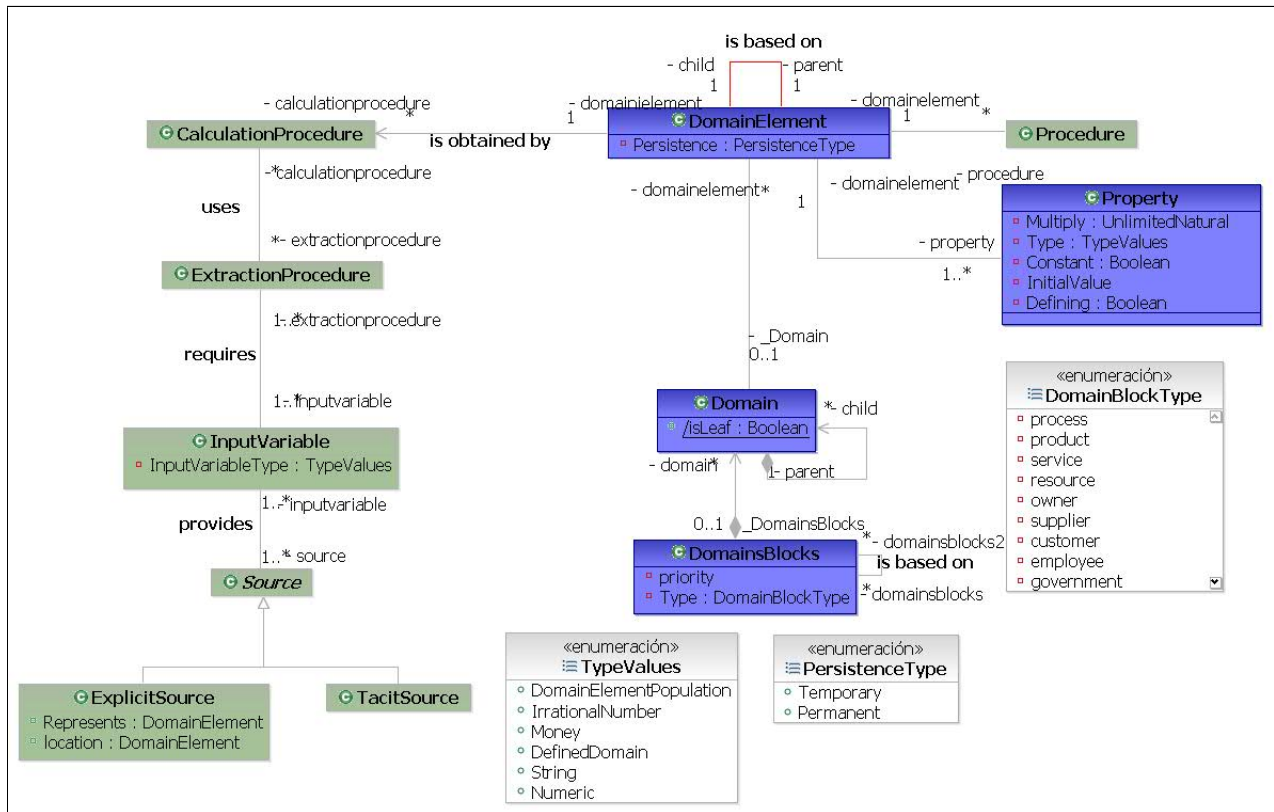 is based on
- child
- parent
1
1
- calculationprocedure
*
- domainielement
1
- domainelement
1
*
CalculationProcedure
is obtained by
DomainElement
Persistence : PersistenceType
Procedure
- procedure
-*
calculationprocedure
- domainelement*
- domainelement
1
uses
Property
Multiply : UnlimitedNatural
Type : TypeValues
Constant : Boolean
InitialValue
Defining : Boolean
- property
1..*
*- extractionprocedure
ExtractionProcedure
1..*
- extractionprocedure
requires
- _Domain
0..1
1..*
- inputvariable
Domain
/isLeaf : Boolean
*- child
1- parent
- domain*
InputVariable
InputVariableType : TypeValues
1..*
- inputvariable
provides
1..*
- source
Source
0..1
_DomainsBlocks
DomainsBlocks
priority
Type : DomainBlockType
*
- domainsblocks2
is based on
*
- domainsblocks
«enumeración»
DomainBlockType
process
product
service
resource
owner
supplier
customer
employee
government
ExplicitSource
Represents : DomainElement
location : DomainElement
TacitSource
«enumeración»
TypeValues
DomainElementPopulation
IrrationalNumber
Money
DefinedDomain
String
Numeric
«enumeración»
PersistenceType
Temporary
Permanent